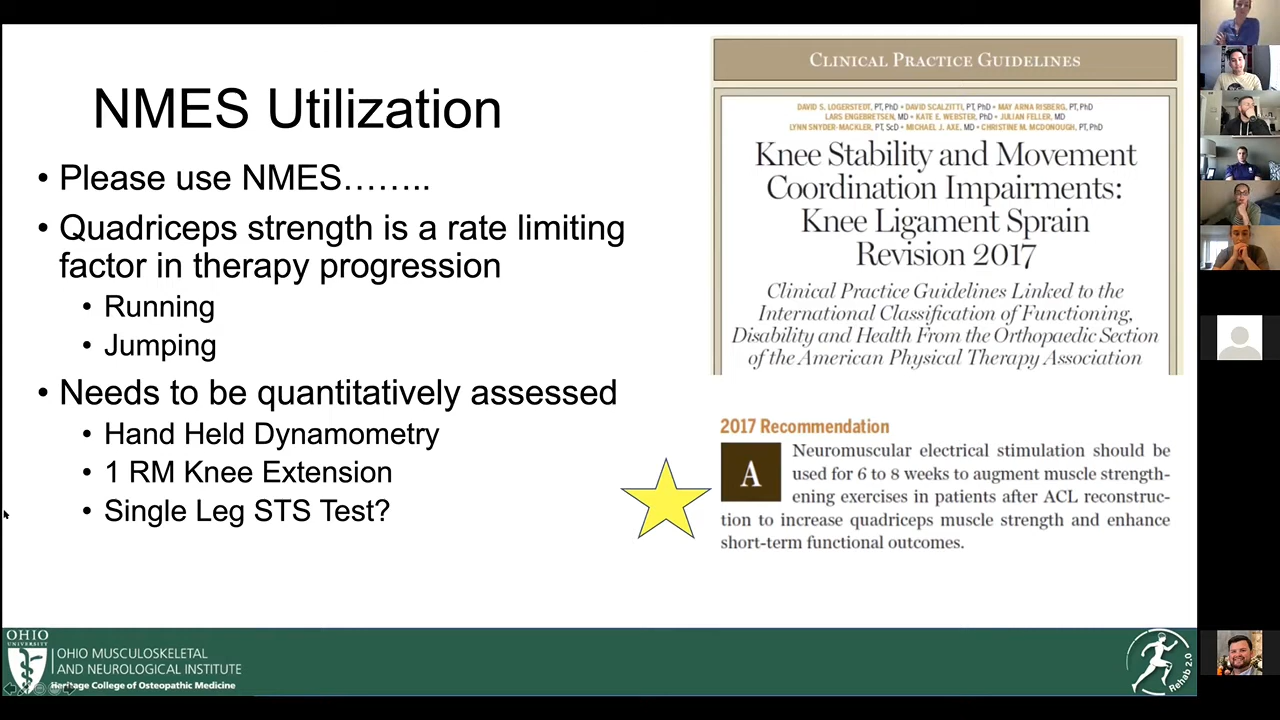 NMES Utilization
• Please use NMES……..
• Quadriceps strength is a rate limiting
factor in therapy progression
• Running
• Jumping
• Needs to be quantitatively assessed
• Hand Held Dynamometry
• 1 RM Knee Extension
• Single Leg STS Test?
CLINICAL PRACTICE GUIDELINES
DAVID S. LOGERSTEDT, PT, PhD • DAVID SCALZITTI, PT, PhD • MAY ARNA RISBERG, PT, PhD
LARS ENGEBRETSEN, MD • KATE E. WEBSTER, PhD • JULIAN FELLER, MD
LYNN SNYDER-MACKLER, PT, ScD • MICHAEL J. AXE, MD • CHRISTINE M. MCDONOUGH, PT, PhD
Knee Stability and Movement
Coordination Impairments:
Knee Ligament Sprain
Revision 2017
Clinical Practice Guidelines Linked to the
International Classification of Functioning,
Disability and Health From the Orthopaedic Section
of the American Physical Therapy Association
2017 Recommendation
A
Neuromuscular electrical stimulation should be
used for 6 to 8 weeks to augment muscle strength-
ening exercises in patients after ACL reconstruc-
tion to increase quadriceps muscle strength and enhance
short-term functional outcomes.
OHIO
UNIVERSITY
OHIO MUSCULOSKELETAL
AND NEUROLOGICAL INSTITUTE
Heritage College of Osteopathic Medicine
Rehab 2.0